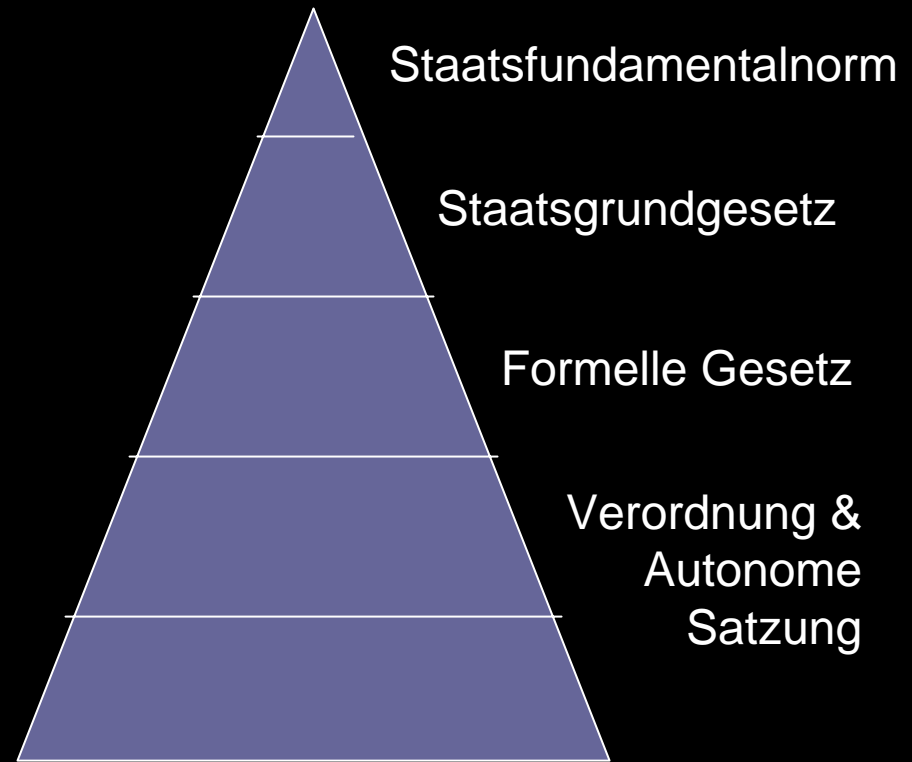 Staatsfundamentalnorm
Staatsgrundgesetz
Formelle Gesetz
Verordnung &
Autonome
Satzung